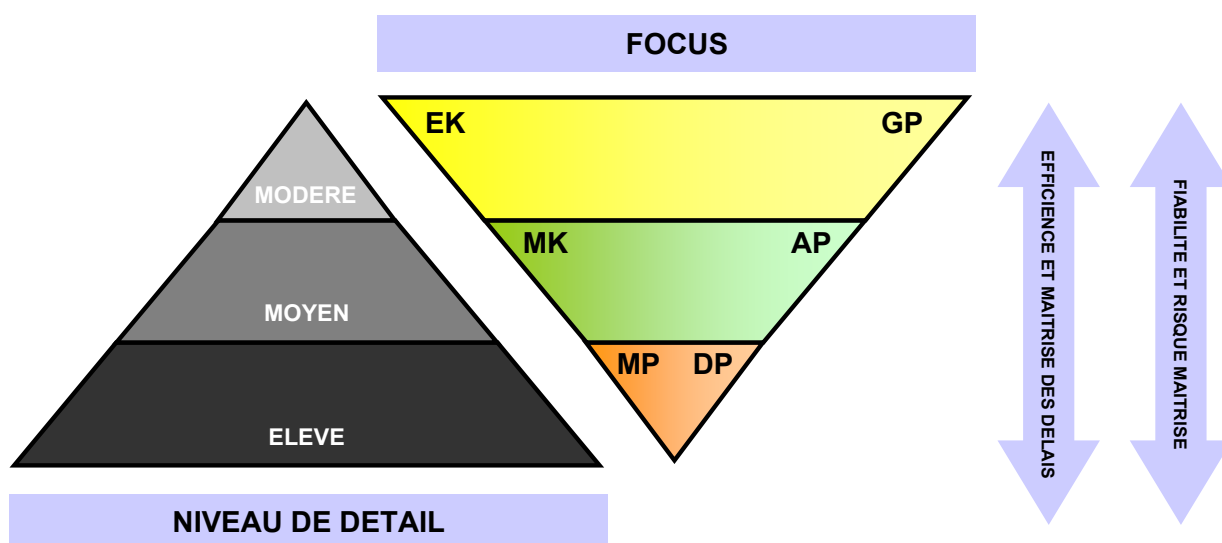 FOCUS
EK GP
MODERE
MK AP
MOYEN
MP DP
ELEVE
NIVEAU DE DETAIL
EFFICIENCE ET MAITRISE DES DELAIS
FIABILITE ET RISQUE MAITRISE